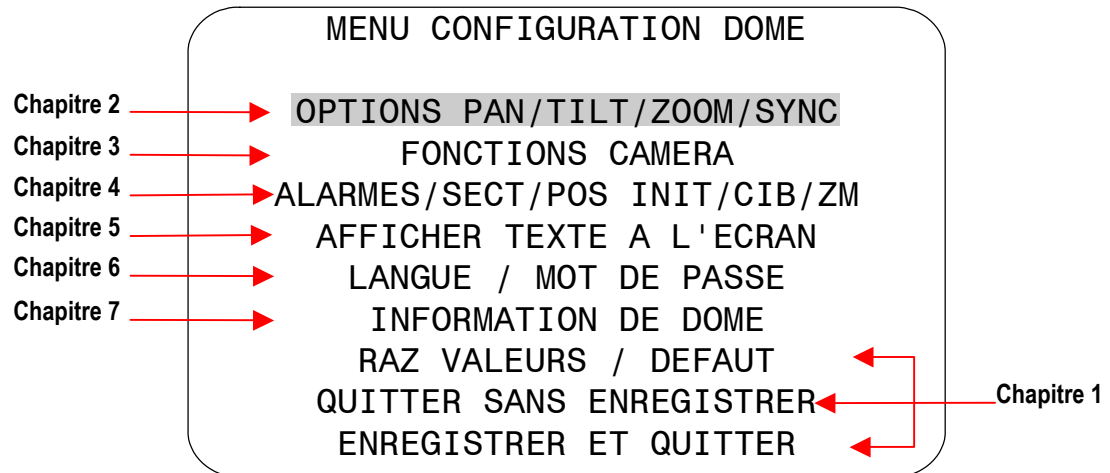 MENU CONFIGURATION DOME
Chapitre 2
OPTIONS PAN/TILT/ZOOM/SYNC
Chapitre 3
FONCTIONS CAMERA
Chapitre 4
ALARMES/SECT/POS INIT/CIB/ZM
Chapitre 5
AFFICHER TEXTE A L'ECRAN
Chapitre 6
LANGUE / MOT DE PASSE
Chapitre 7
INFORMATION DE DOME
RAZ VALEURS / DEFAUT
QUITTER SANS ENREGISTRER
Chapitre 1
ENREGISTRER ET QUITTER